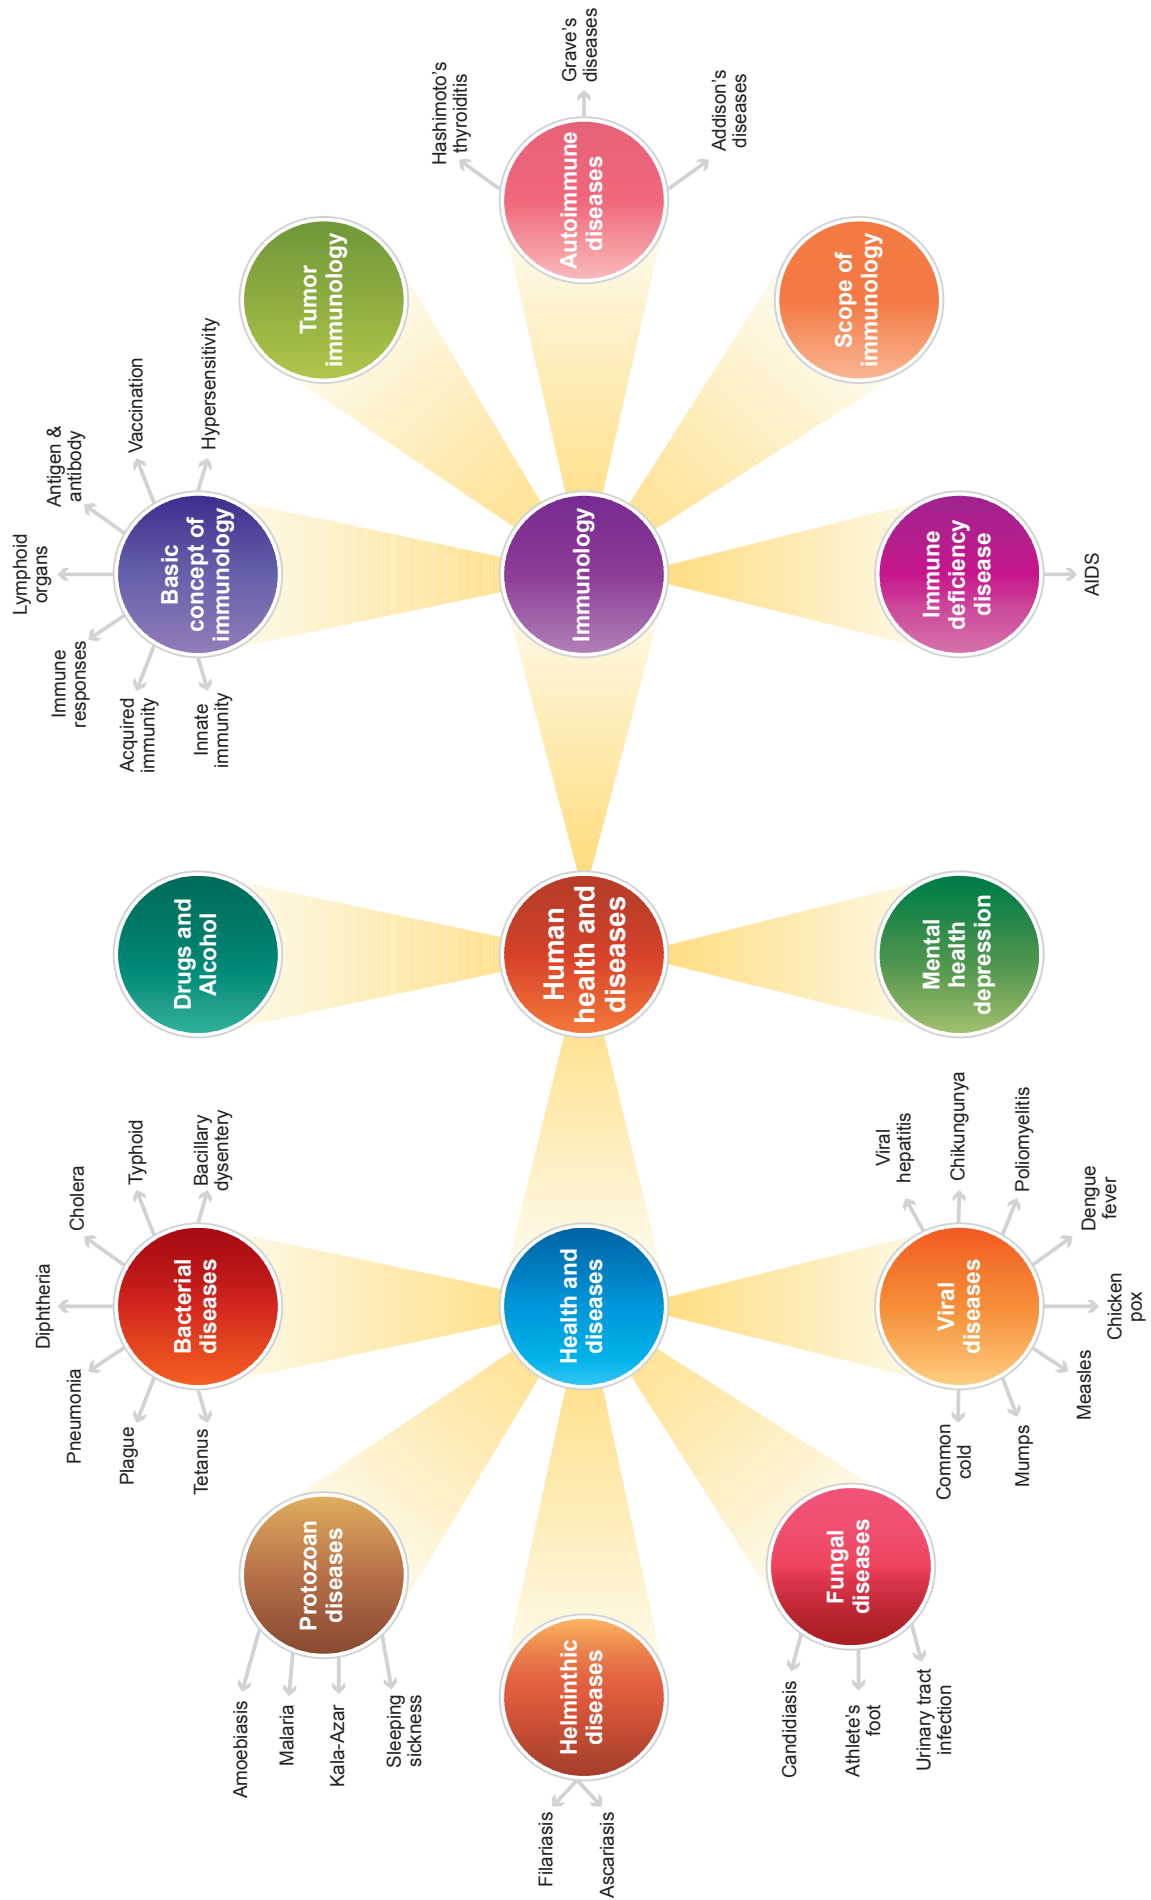 Human
health and
diseases
Health and
diseases
Bacterial
diseases
Tetanus
Plague
Pneumonia
Diphtheria
Cholera
Typhoid
Bacillary
dysentery
Protozoan
diseases
Amoebiasis
Malaria
Kala-Azar
Sleeping
sickness
Helminthic
diseases
Filariasis
Ascariasis
Fungal
diseases
Candidiasis
Athlete's
foot
Urinary tract
infection
Viral
diseases
Common
cold
Mumps
Measles
Chicken
pox
Dengue
fever
Poliomyelitis
Chikungunya
Viral
hepatitis
Drugs and
Alcohol
Mental
health
depression
Immunology
Basic
concept of
immunology
Innate
immunity
Acquired
immunity
Immune
responses
Lymphoid
organs
Antigen &
antibody
Vaccination
Hypersensitivity
Tumor
immunology
Autoimmune
diseases
Hashimoto's
thyroiditis
Grave's
diseases
Addison's
diseases
Scope of
immunology
Immune
deficiency
disease
AIDS